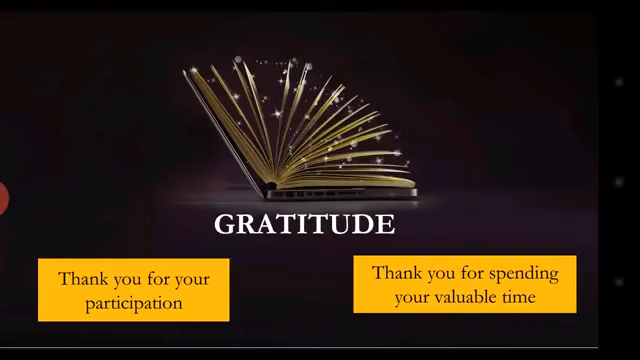 GRATITUDE
Thank you for your
participation
Thank you for spending
your valuable time